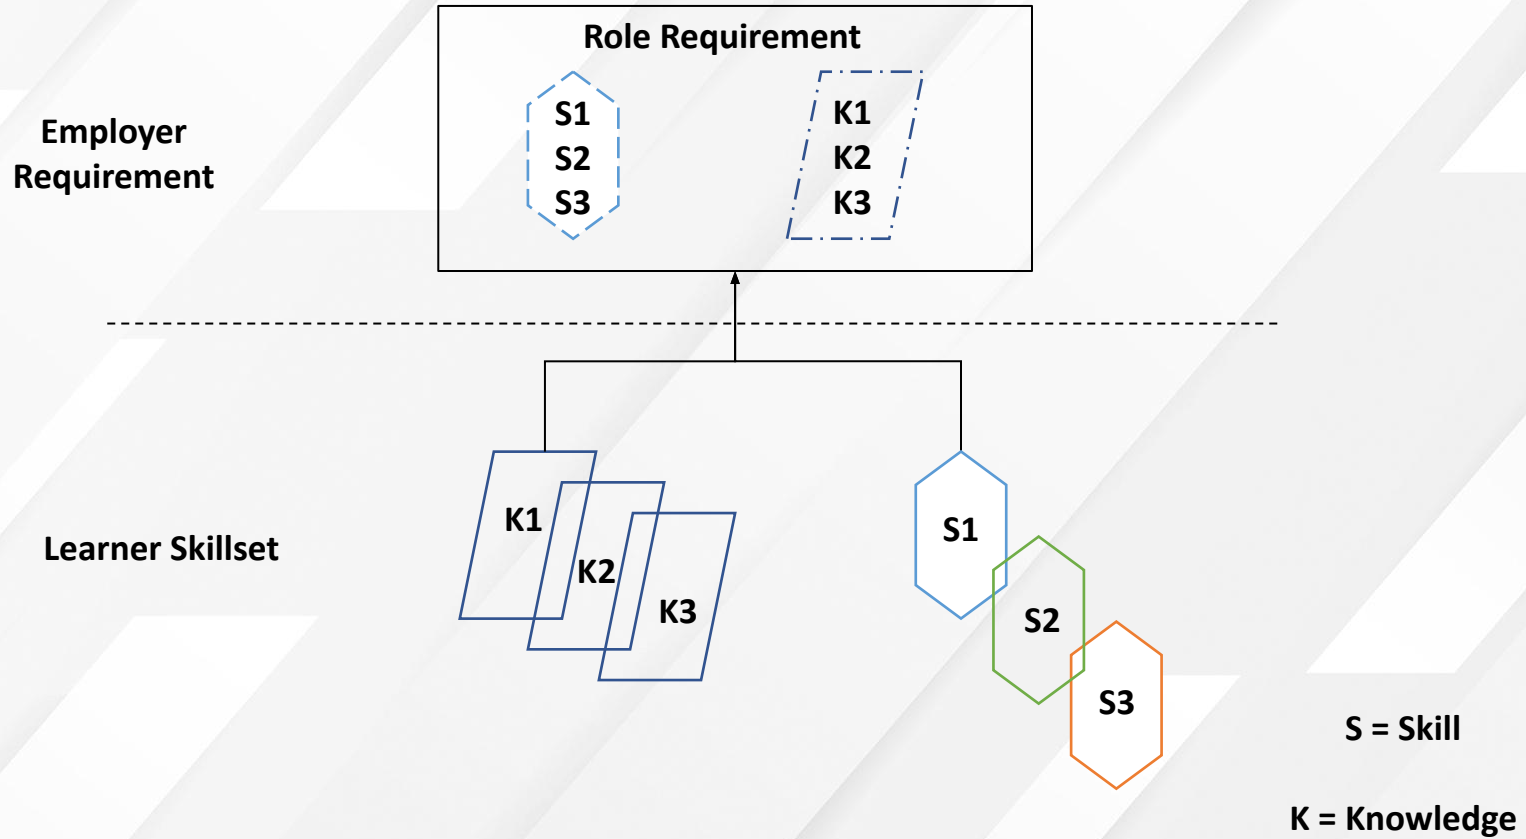 Role Requirement
Employer
Requirement
S1
S2
S3
K1
K2
K3
Learner Skillset
K1
K2
K3
S1
S2
S3
S = Skill
K = Knowledge